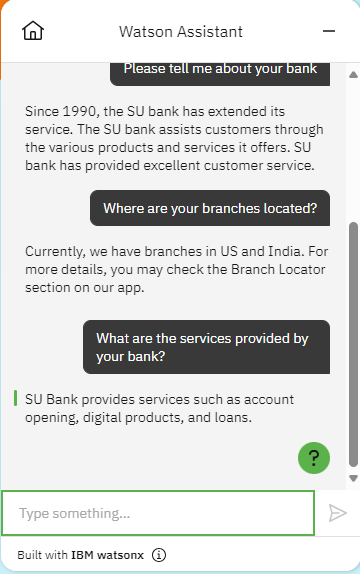 Watson Assistant
Please tell me about your bank
Since 1990, the SU bank has extended its
service. The SU bank assists customers through
the various products and services it offers. SU
bank has provided excellent customer service.
Where are your branches located?
Currently, we have branches in US and India. For
more details, you may check the Branch Locator
section on our app.
What are the services provided by
your bank?
SU Bank provides services such as account
opening, digital products, and loans.
?
Type something...
Built with IBM watsonx